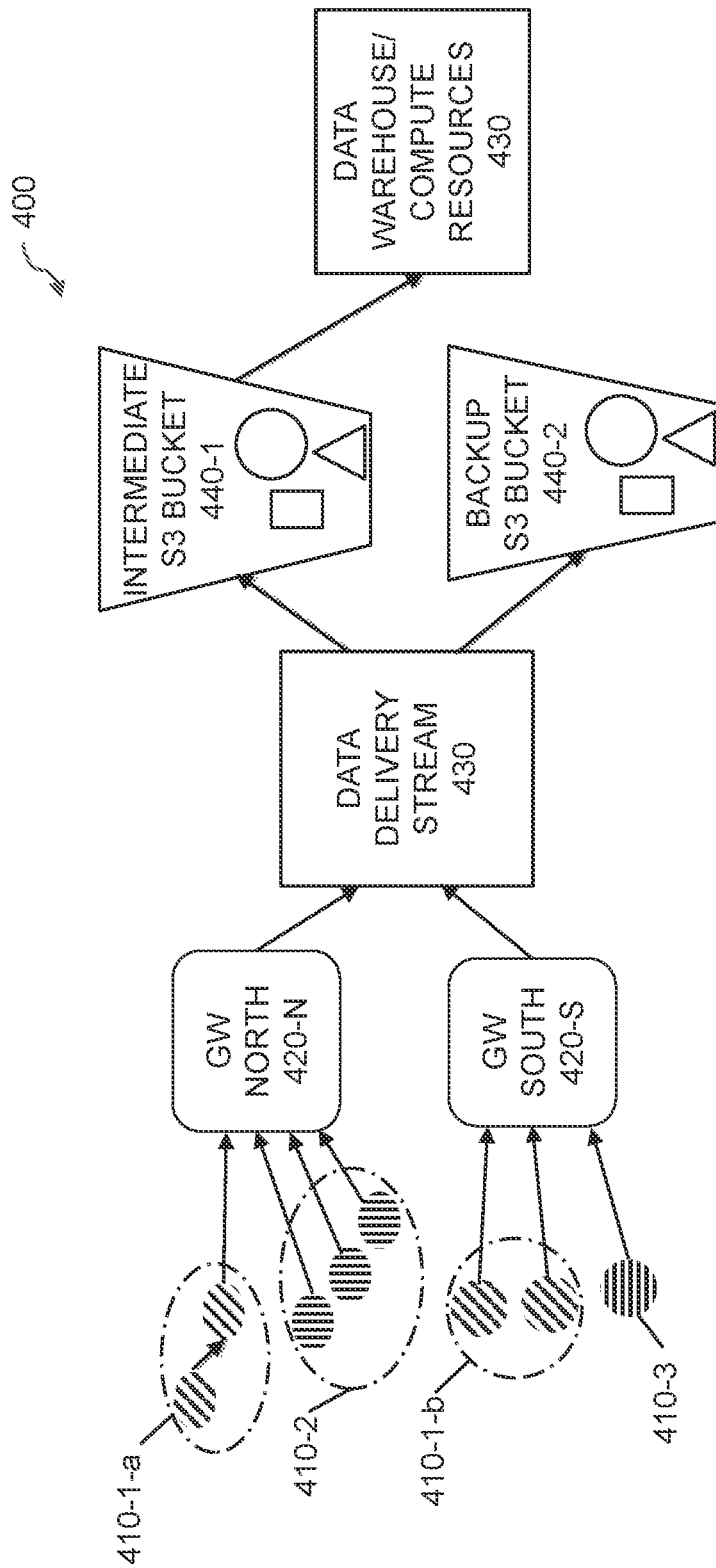 400
410-1-a
410-2
410-1-b
410-3
GW
NORTH
420-N
GW
SOUTH
420-S
DATA
DELIVERY
STREAM
430
INTERMEDIATE
S3 BUCKET
440-1
BACKUP
S3 BUCKET
440-2
DATA
WAREHOUSE/
COMPUTE
RESOURCES
430